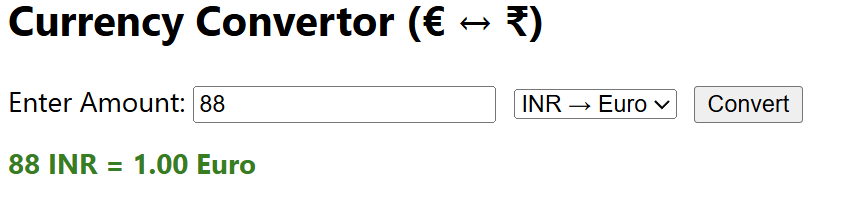 Currency Convertor (€ ↔ ₹)
Enter Amount: 88 INR → Euro Convert
88 INR = 1.00 Euro